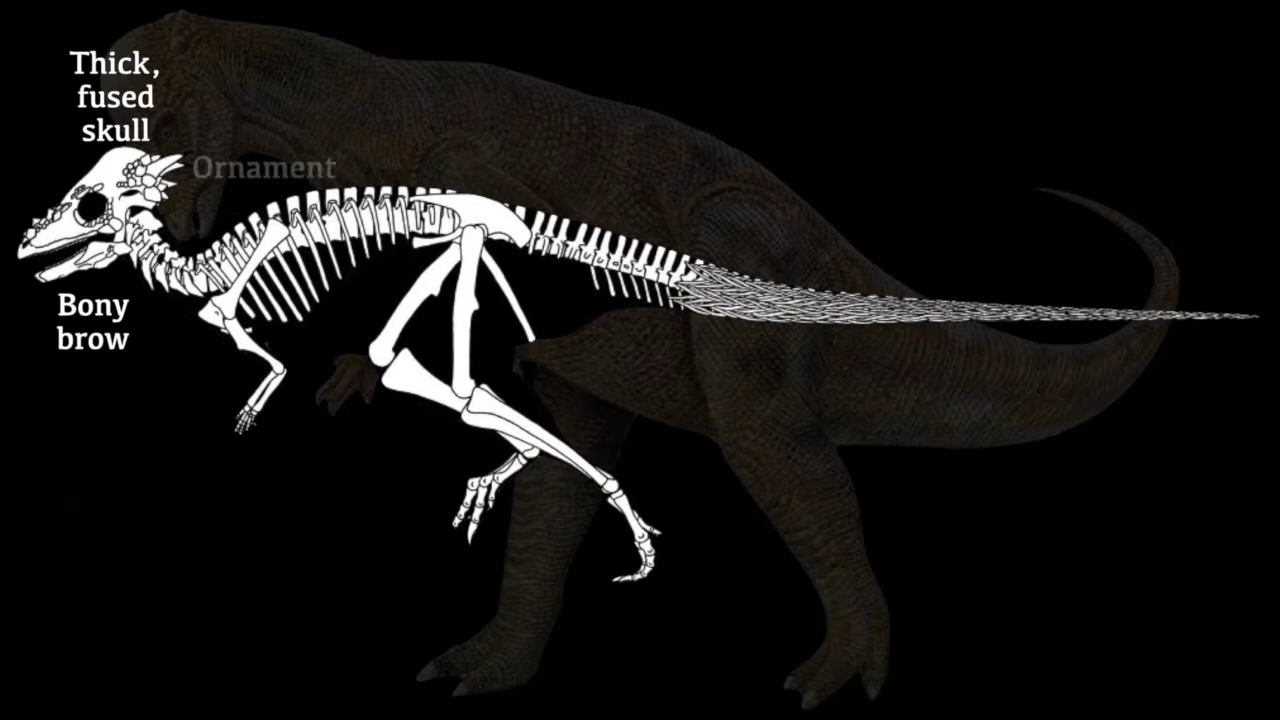 Thick,
fused
skull
Ornament
Bony
brow